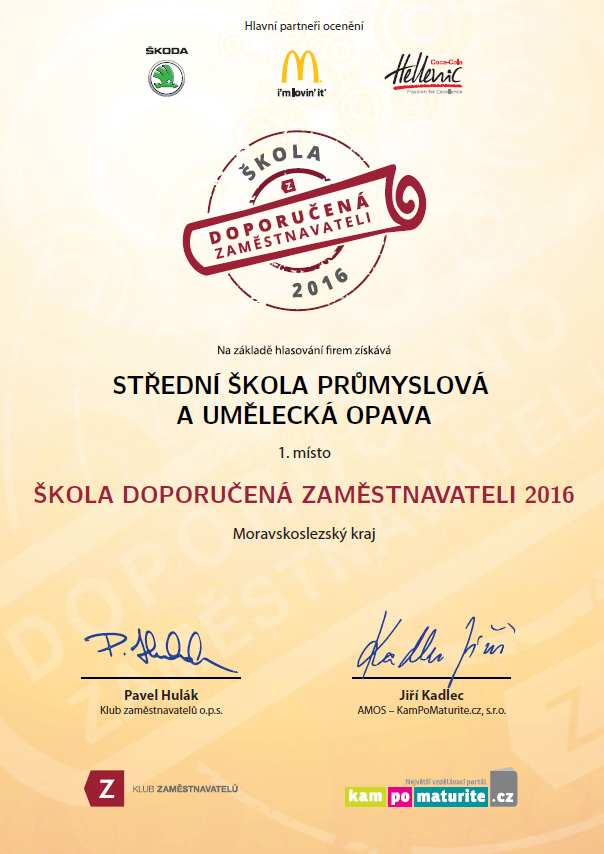 Hlavní partneři ocenění
ŠKODA
i'm lovin' it®
Coca-Cola
Hellenic
Passion for Excellence
ŠKOLA
Z
DOPORUČENÁ
ZAMĚSTNAVATELI
2016
Na základě hlasování firem získává
STŘEDNÍ ŠKOLA PRŮMYSLOVÁ
A UMĚLECKÁ OPAVA
1. místo
ŠKOLA DOPORUČENÁ ZAMĚSTNAVATELI 2016
Moravskoslezský kraj
P. Hulák
Kadlec Jiří
Pavel Hulák
Klub zaměstnavatelů o.p.s.
Jiří Kadlec
AMOS – KamPoMaturite.cz, s.r.o.
Z KLUB ZAMĚSTNAVATELŮ
Největší vzdělávací portál
kam po maturite .cz